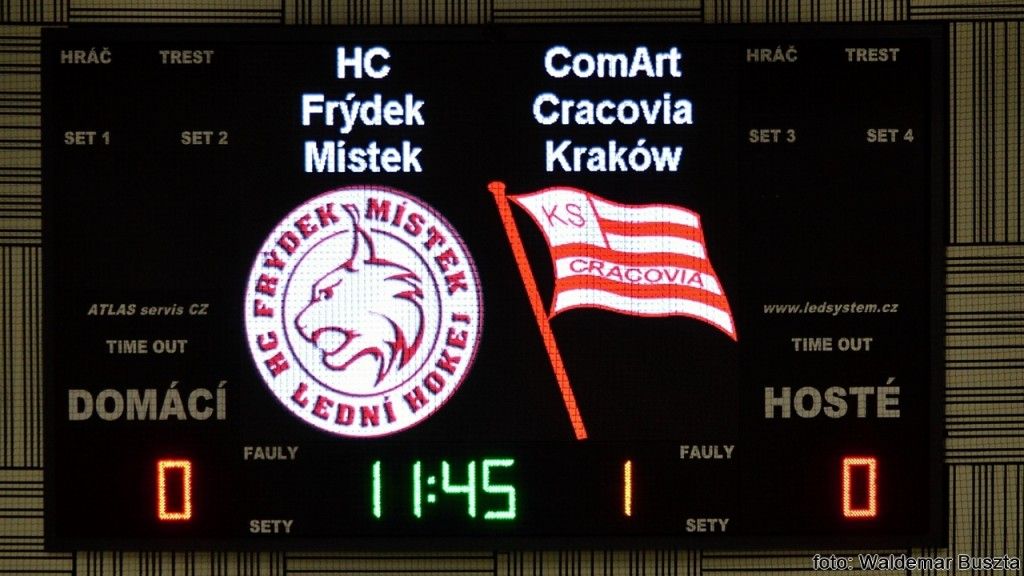 HRÁČ TREST
HC
Frýdek
Místek
ComArt
Cracovia
Kraków
HRÁČ TREST
SET 1 SET 2
SET 3 SET 4
HC FRÝDEK MÍSTEK
LEDNÍ HOKEJ
KS
CRACOVIA
ATLAS servis CZ
www.ledsystem.cz
TIME OUT
TIME OUT
DOMÁCÍ
HOSTÉ
FAULY
FAULY
0 11:45 1 0
SETY
SETY
foto: Waldemar Buszta